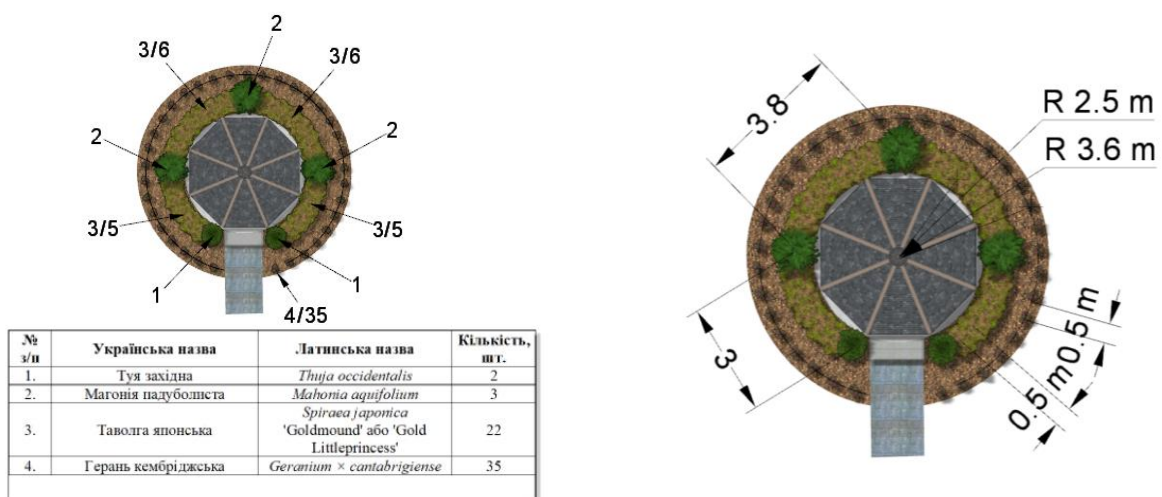 2
3/6
3/6
2
2
3/5
3/5
1
1
4/35
№ з/п Українська назва Латинська назва Кількість, шт.
1. Туя західна Thuja occidentalis 2
2. Магонія падуболиста Mahonia aquifolium 3
3. Таволга японська Spiraea japonica 'Goldmound' або 'Gold Littleprincess' 22
4. Герань кембріджська Geranium × cantabrigiense 35
3.8
R 2.5 m
R 3.6 m
3
0.5 m
0.5 m